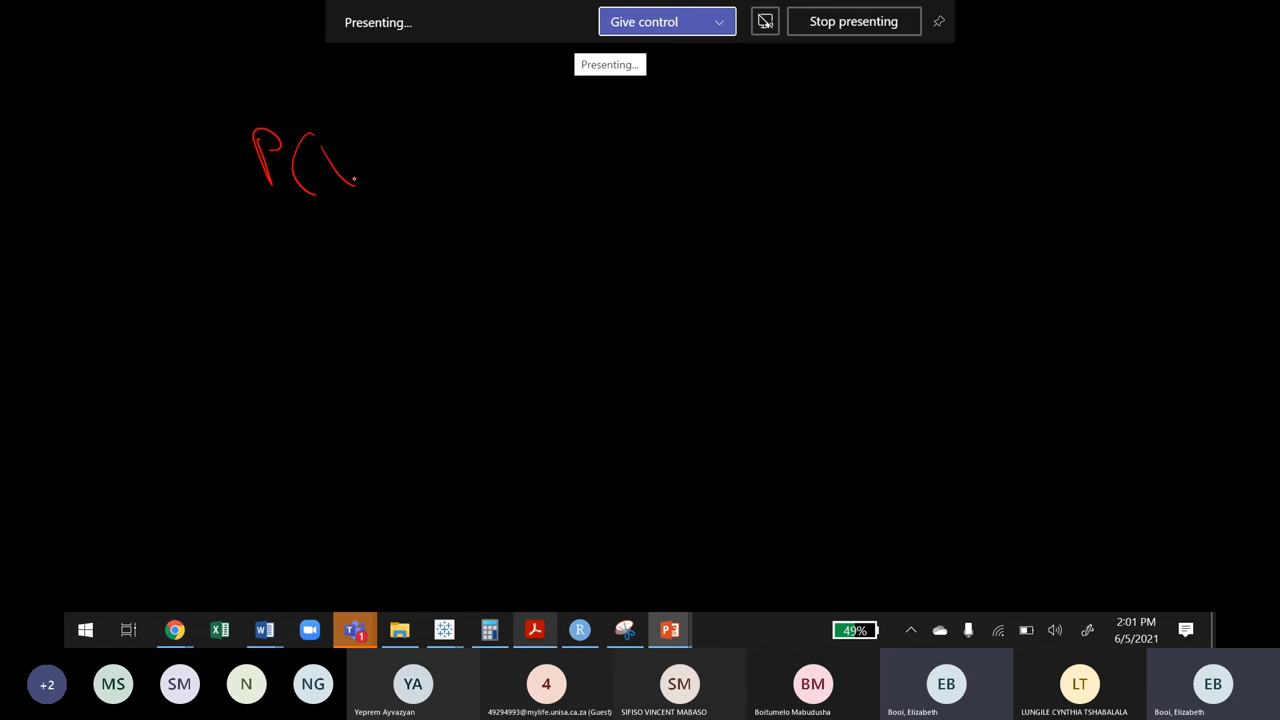 Presenting...
Give control
Stop presenting
Presenting...
P(
49%
2:01 PM
6/5/2021
1
+2
MS
SM
N
NG
YA
4
SM
BM
EB
LT
EB
Yeprem Ayvazyan
49294993@mylife.unisa.ca.za (Guest)
SIFISO VINCENT MABASO
Boitumelo Mabudusha
Booi, Elizabeth
LUNGILE CYNTHIA TSHABALALA
Booi, Elizabeth